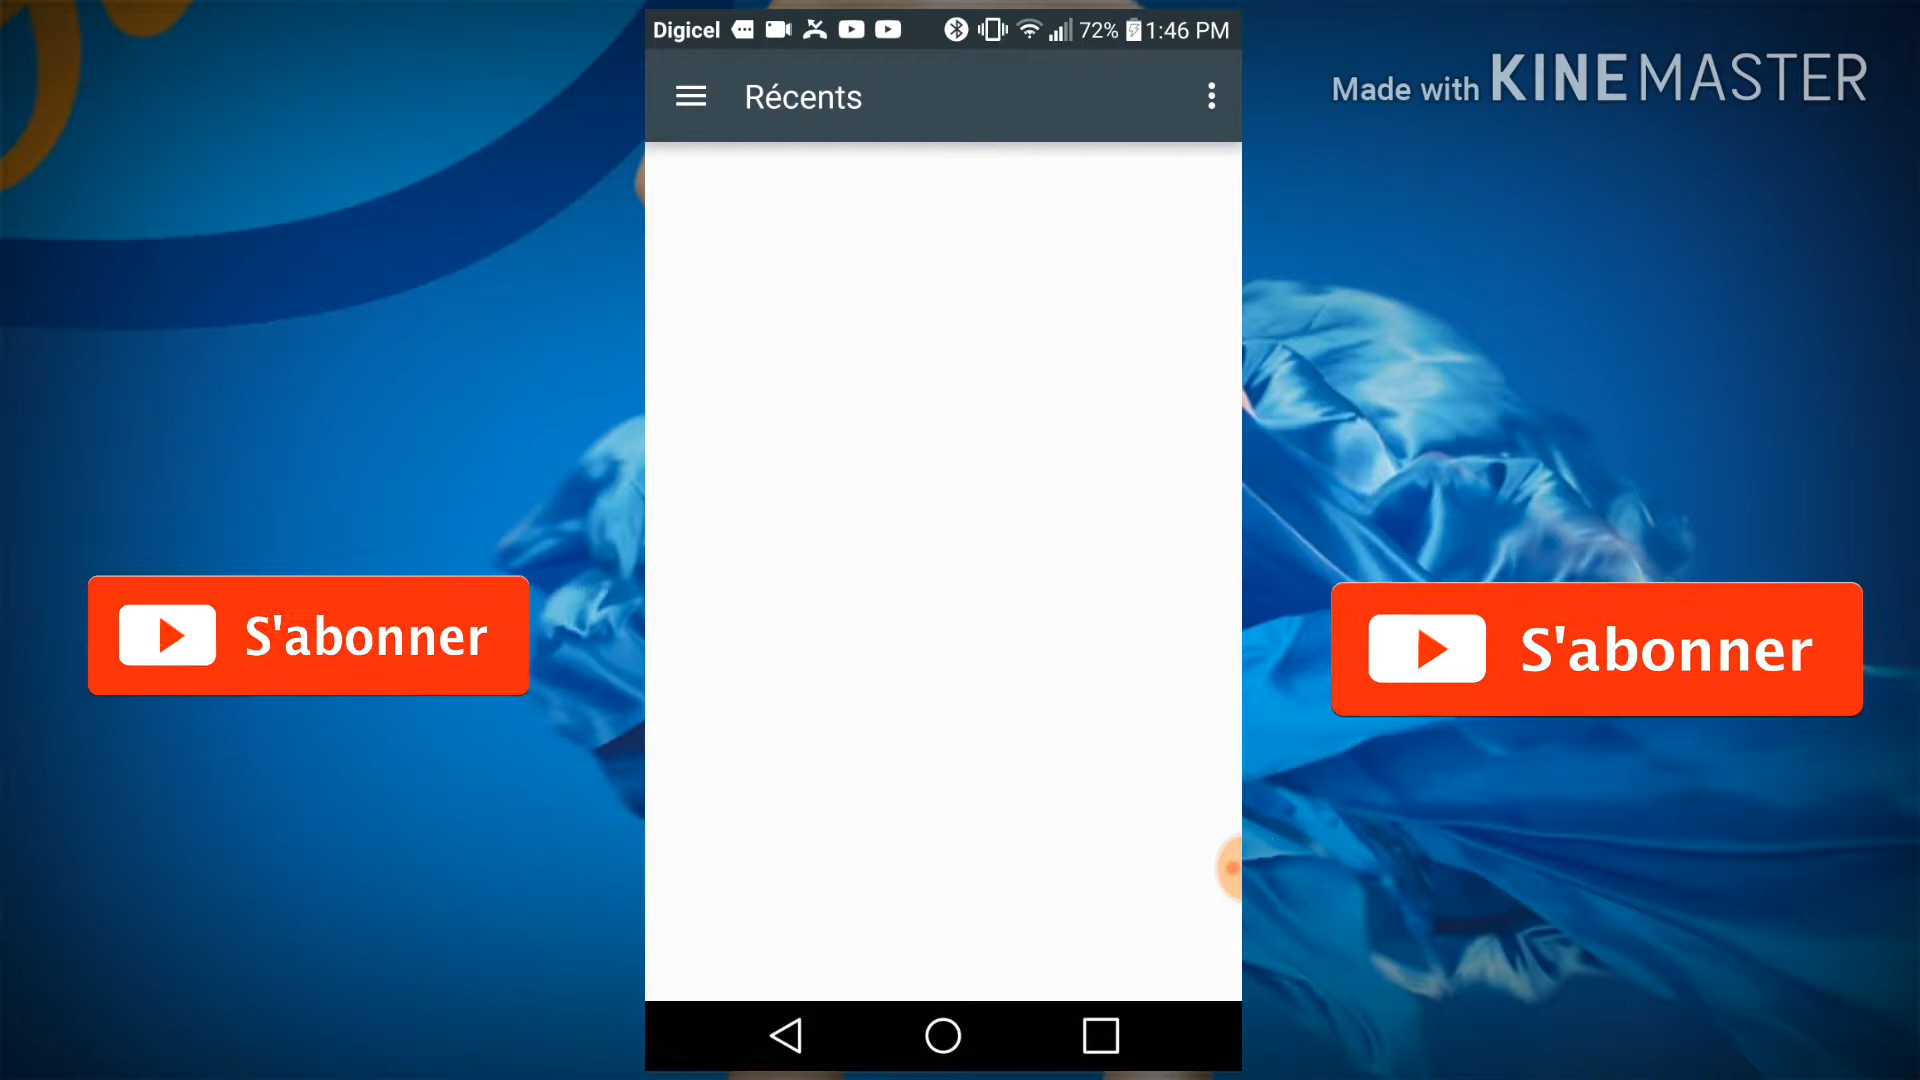 Digicel 72% 1:46 PM
Made with KINEMASTER
Récents
S'abonner
S'abonner